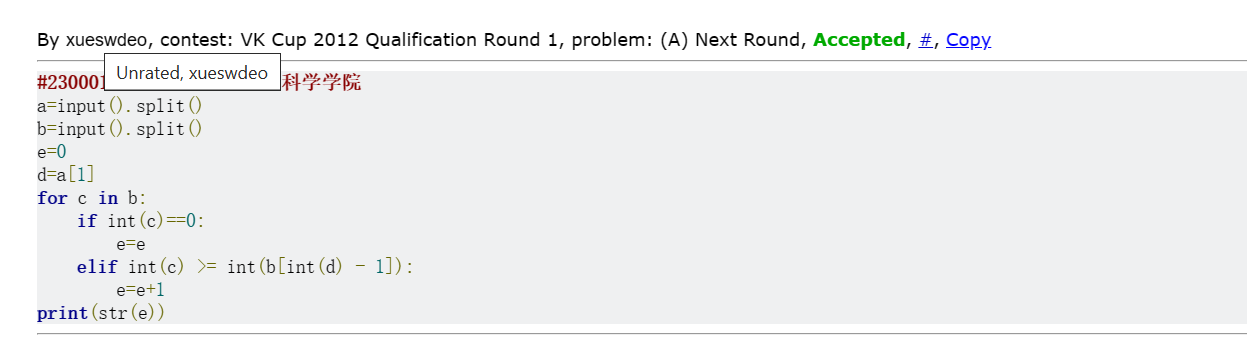 By xueswdeo, contest: VK Cup 2012 Qualification Round 1, problem: (A) Next Round, Accepted, #, Copy
Unrated, xueswdeo
科学学院
a=input().split()
b=input().split()
e=0
d=a[1]
for c in b:
    if int(c)==0:
        e=e
    elif int(c) >= int(b[int(d) - 1]):
        e=e+1
print(str(e))